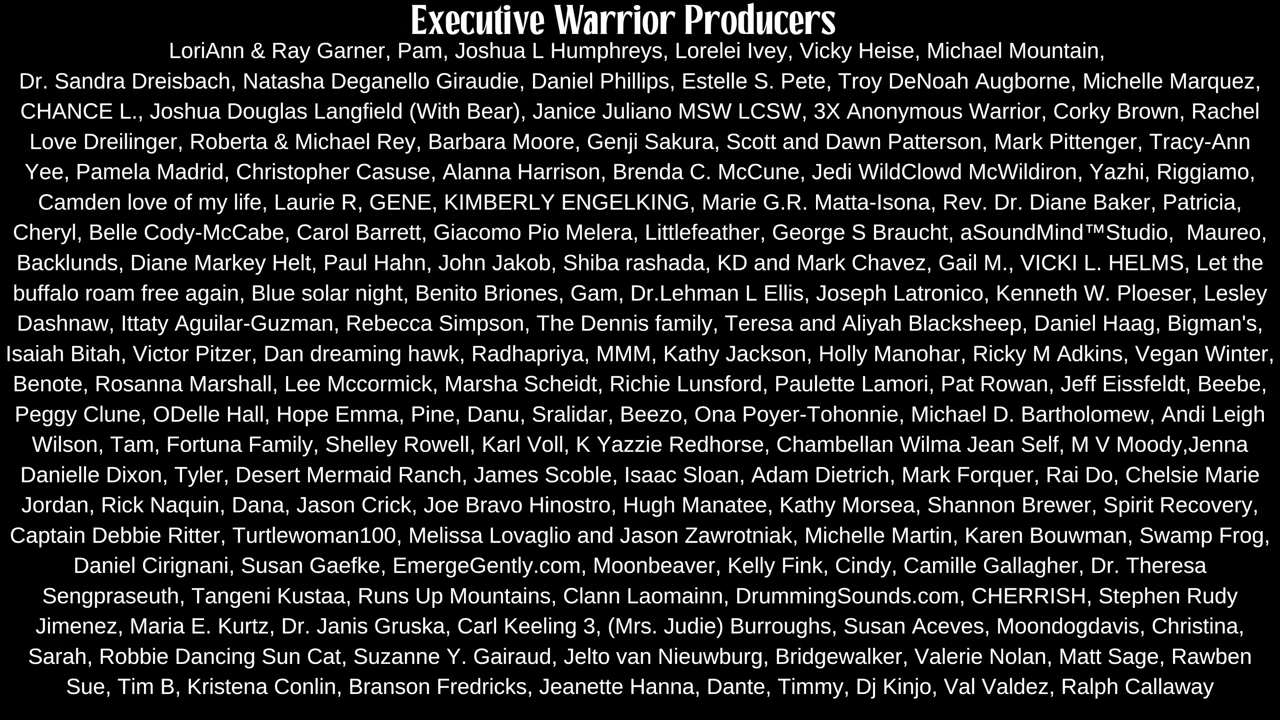 Executive Warrior Producers
LoriAnn & Ray Garner, Pam, Joshua L Humphreys, Lorelei Ivey, Vicky Heise, Michael Mountain,
Dr. Sandra Dreisbach, Natasha Deganello Giraudie, Daniel Phillips, Estelle S. Pete, Troy DeNoah Augborne, Michelle Marquez,
CHANCE L., Joshua Douglas Langfield (With Bear), Janice Juliano MSW LCSW, 3X Anonymous Warrior, Corky Brown, Rachel
Love Dreilinger, Roberta & Michael Rey, Barbara Moore, Genji Sakura, Scott and Dawn Patterson, Mark Pittenger, Tracy-Ann
Yee, Pamela Madrid, Christopher Casuse, Alanna Harrison, Brenda C. McCune, Jedi WildClowd McWildiron, Yazhi, Riggiamo,
Camden love of my life, Laurie R, GENE, KIMBERLY ENGELKING, Marie G.R. Matta-Isona, Rev. Dr. Diane Baker, Patricia,
Cheryl, Belle Cody-McCabe, Carol Barrett, Giacomo Pio Melera, Littlefeather, George S Braucht, aSoundMind™Studio,  Maureo,
Backlunds, Diane Markey Helt, Paul Hahn, John Jakob, Shiba rashada, KD and Mark Chavez, Gail M., VICKI L. HELMS, Let the
buffalo roam free again, Blue solar night, Benito Briones, Gam, Dr.Lehman L Ellis, Joseph Latronico, Kenneth W. Ploeser, Lesley
Dashnaw, Ittaty Aguilar-Guzman, Rebecca Simpson, The Dennis family, Teresa and Aliyah Blacksheep, Daniel Haag, Bigman's,
Isaiah Bitah, Victor Pitzer, Dan dreaming hawk, Radhapriya, MMM, Kathy Jackson, Holly Manohar, Ricky M Adkins, Vegan Winter,
Benote, Rosanna Marshall, Lee Mccormick, Marsha Scheidt, Richie Lunsford, Paulette Lamori, Pat Rowan, Jeff Eissfeldt, Beebe,
Peggy Clune, ODelle Hall, Hope Emma, Pine, Danu, Sralidar, Beezo, Ona Poyer-Tohonnie, Michael D. Bartholomew, Andi Leigh
Wilson, Tam, Fortuna Family, Shelley Rowell, Karl Voll, K Yazzie Redhorse, Chambellan Wilma Jean Self, M V Moody,Jenna
Danielle Dixon, Tyler, Desert Mermaid Ranch, James Scoble, Isaac Sloan, Adam Dietrich, Mark Forquer, Rai Do, Chelsie Marie
Jordan, Rick Naquin, Dana, Jason Crick, Joe Bravo Hinostro, Hugh Manatee, Kathy Morsea, Shannon Brewer, Spirit Recovery,
Captain Debbie Ritter, Turtlewoman100, Melissa Lovaglio and Jason Zawrotniak, Michelle Martin, Karen Bouwman, Swamp Frog,
Daniel Cirignani, Susan Gaefke, EmergeGently.com, Moonbeaver, Kelly Fink, Cindy, Camille Gallagher, Dr. Theresa
Sengpraseuth, Tangeni Kustaa, Runs Up Mountains, Clann Laomainn, DrummingSounds.com, CHERRISH, Stephen Rudy
Jimenez, Maria E. Kurtz, Dr. Janis Gruska, Carl Keeling 3, (Mrs. Judie) Burroughs, Susan Aceves, Moondogdavis, Christina,
Sarah, Robbie Dancing Sun Cat, Suzanne Y. Gairaud, Jelto van Nieuwburg, Bridgewalker, Valerie Nolan, Matt Sage, Rawben
Sue, Tim B, Kristena Conlin, Branson Fredricks, Jeanette Hanna, Dante, Timmy, Dj Kinjo, Val Valdez, Ralph Callaway